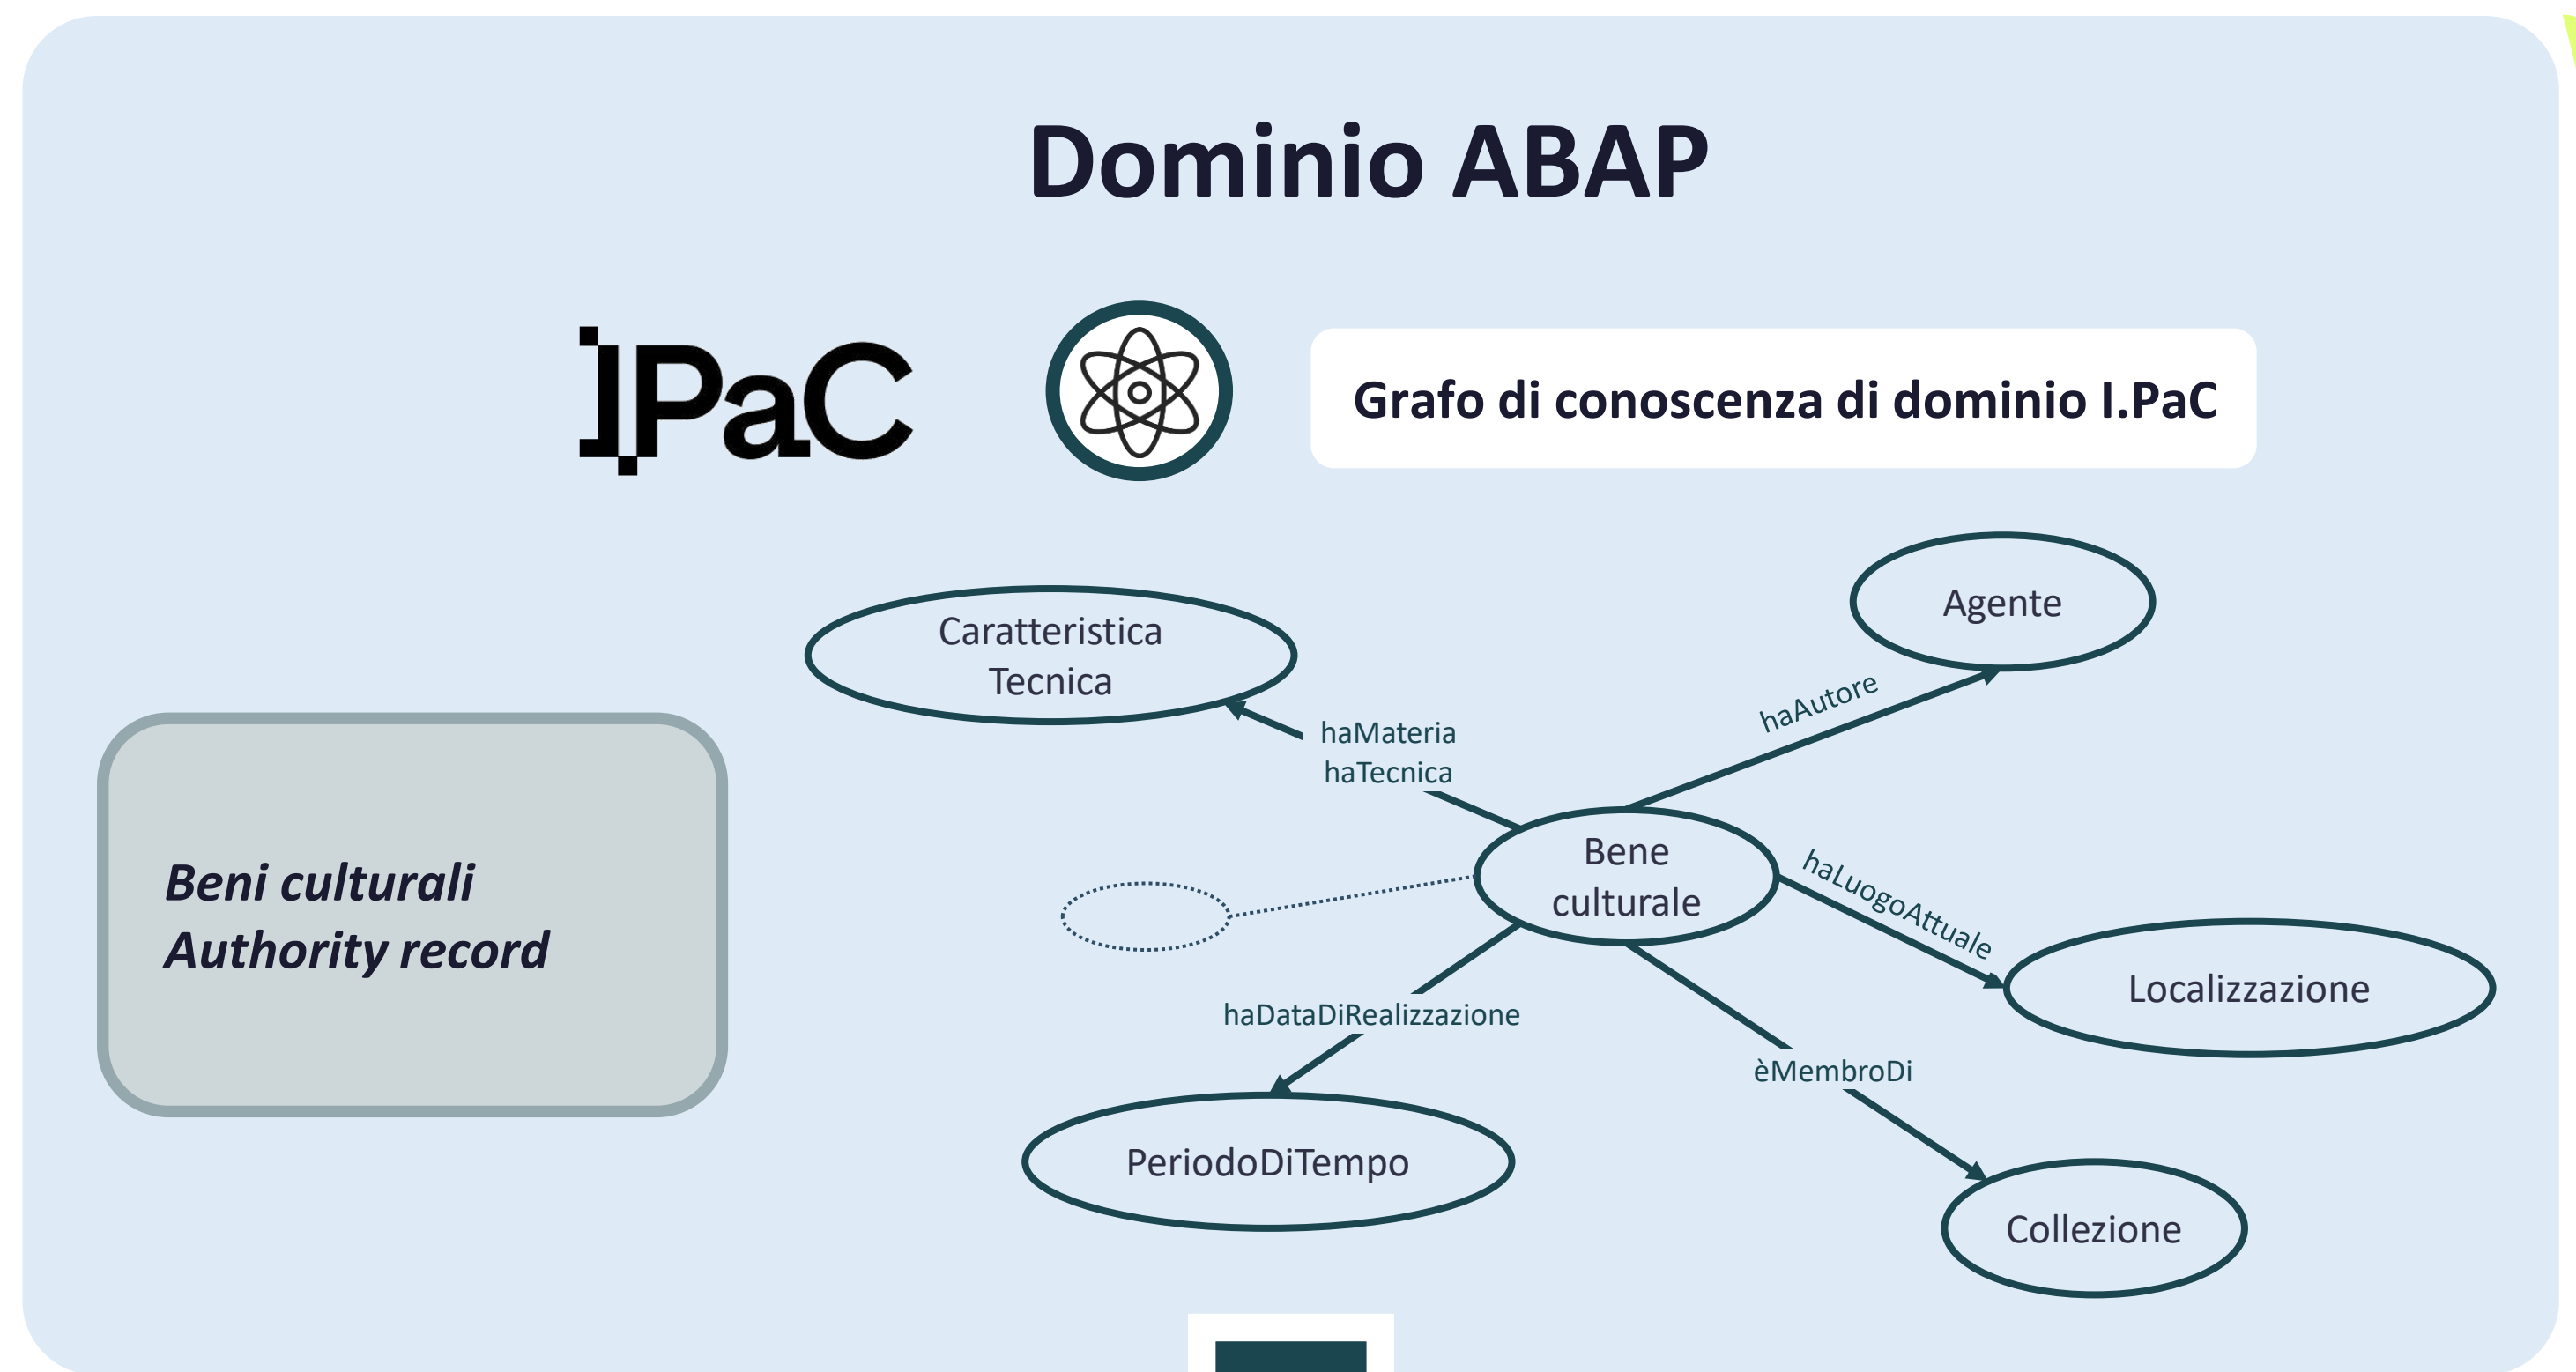 Dominio ABAP
I.PaC
Grafo di conoscenza di dominio I.PaC
Agente
Caratteristica
Tecnica
haAutore
haMateria
haTecnica
Bene
culturale
haLuogoAttuale
Beni culturali
Authority record
Localizzazione
haDataDiRealizzazione
èMembroDi
PeriodoDiTempo
Collezione